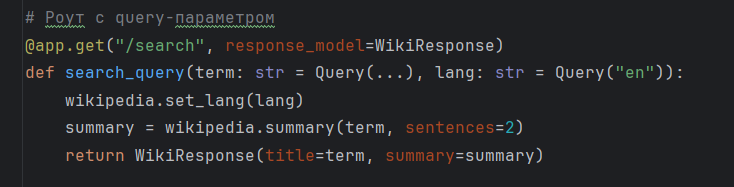 # Роут с query-параметром
@app.get("/search", response_model=WikiResponse)
def search_query(term: str = Query(...), lang: str = Query("en")):
    wikipedia.set_lang(lang)
    summary = wikipedia.summary(term, sentences=2)
    return WikiResponse(title=term, summary=summary)